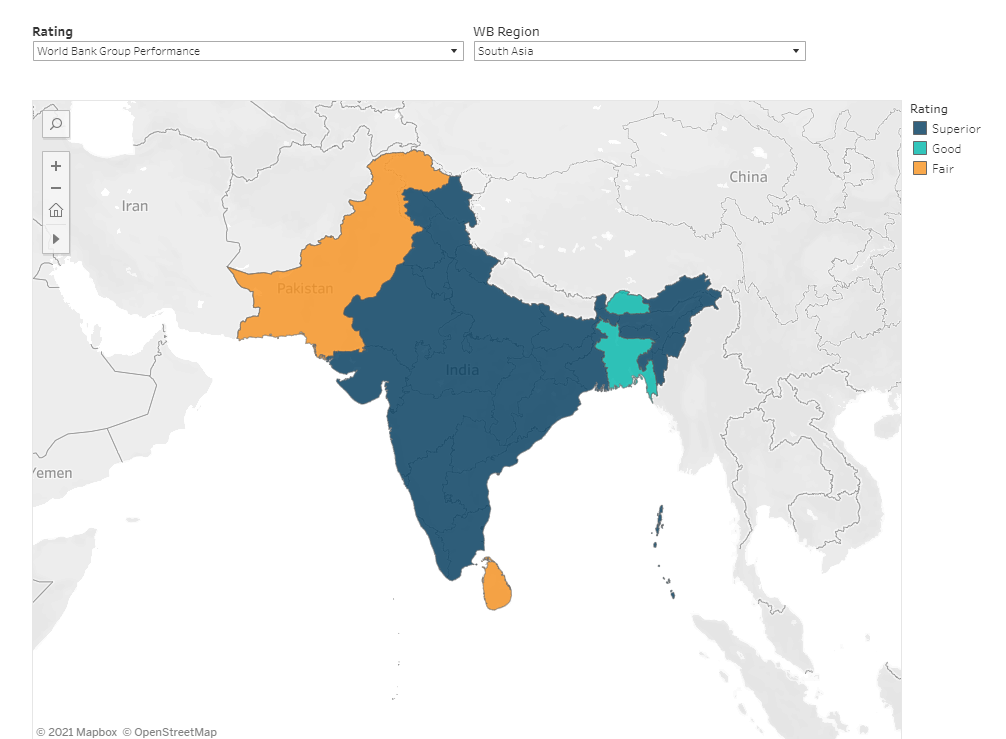 Rating
World Bank Group Performance
WB Region
South Asia
Rating
Superior
Good
Fair
China
Iran
Pakistan
India
Yemen
© 2021 Mapbox © OpenStreetMap